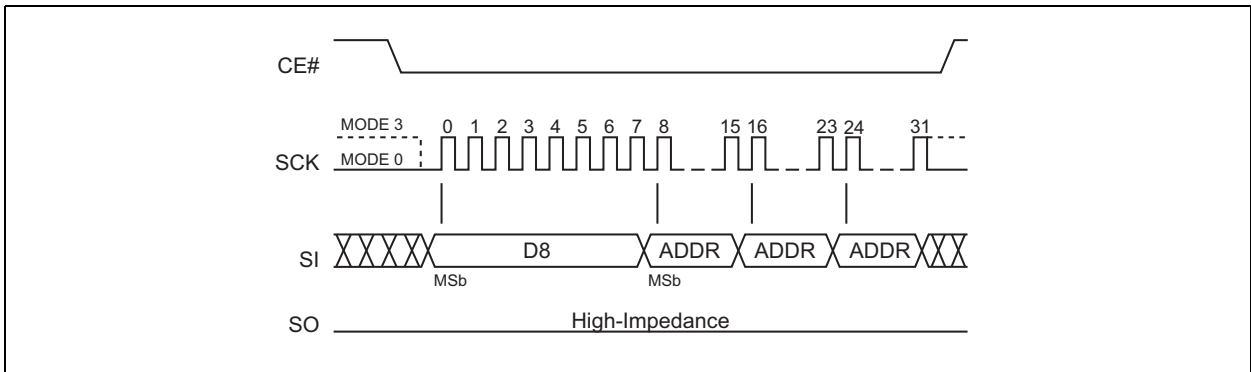 CE#
MODE 3 0 1 2 3 4 5 6 7 8 15 16 23 24 31
SCK MODE 0
SI D8 ADDR ADDR ADDR
MSb MSb
SO High-Impedance